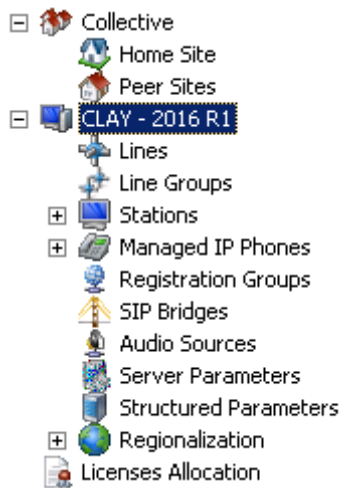 Collective
Home Site
Peer Sites
CLAY - 2016 R1
Lines
Line Groups
Stations
Managed IP Phones
Registration Groups
SIP Bridges
Audio Sources
Server Parameters
Structured Parameters
Regionalization
Licenses Allocation